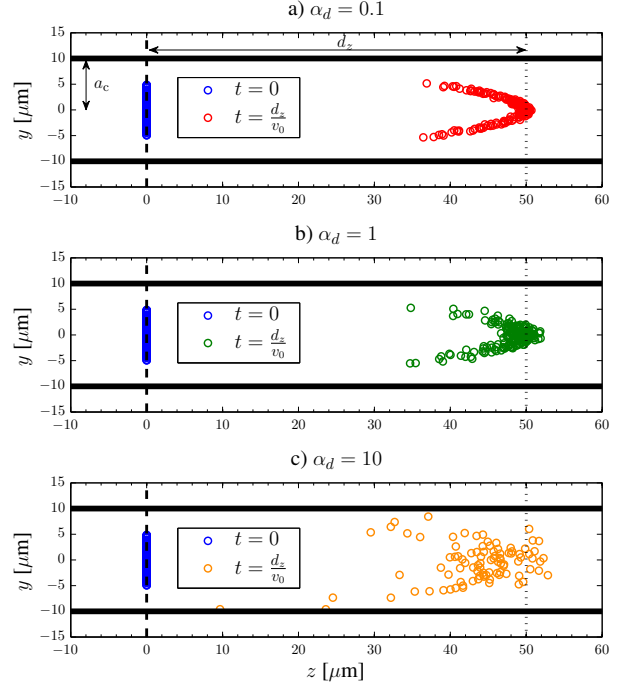 a) α_d = 0.1
d_z
a_c
t = 0
t = d_z/v_0
y [μm]
15
10
5
0
−5
−10
−15
−10 0 10 20 30 40 50 60
b) α_d = 1
t = 0
t = d_z/v_0
y [μm]
15
10
5
0
−5
−10
−15
−10 0 10 20 30 40 50 60
c) α_d = 10
t = 0
t = d_z/v_0
y [μm]
15
10
5
0
−5
−10
−15
−10 0 10 20 30 40 50 60
z [μm]